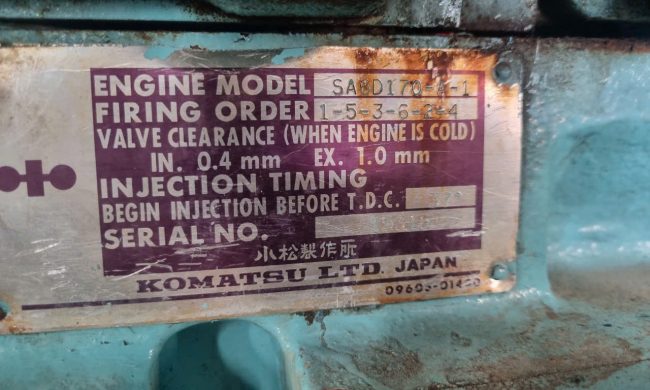 ENGINE MODEL SA8D170-A-1
FIRING ORDER 1-5-3-6-2-4
VALVE CLEARANCE (WHEN ENGINE IS COLD)
IN. 0.4 mm EX. 1.0 mm
INJECTION TIMING
BEGIN INJECTION BEFORE T.D.C.
SERIAL NO.
小松製作所
KOMATSU LTD. JAPAN